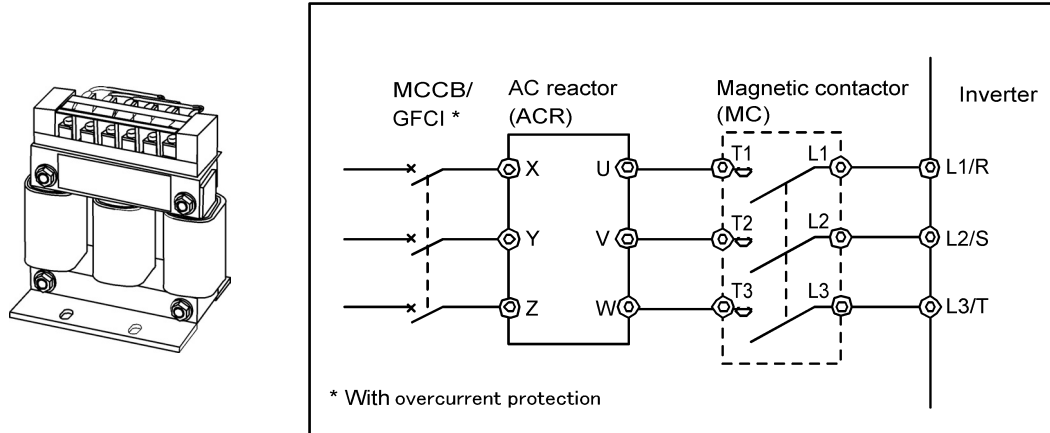 MCCB/
GFCI *
AC reactor
(ACR)
Magnetic contactor
(MC)
Inverter
X
U
T1
L1
L1/R
Y
V
T2
L2
L2/S
Z
W
T3
L3
L3/T
* With overcurrent protection